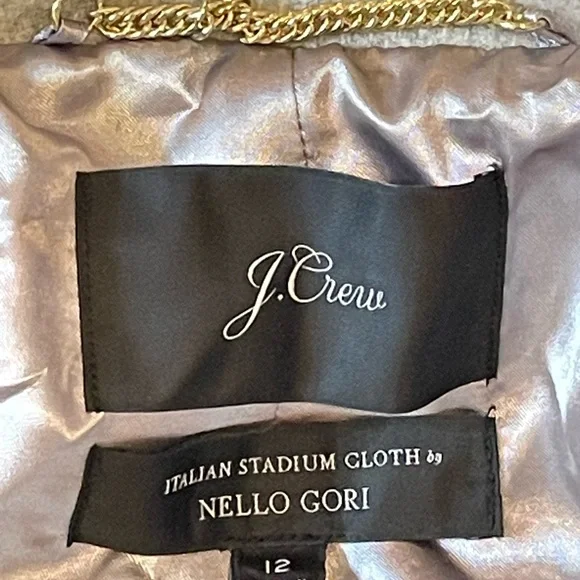 J.Crew
ITALIAN STADIUM CLOTH by
NELLO GORI
12